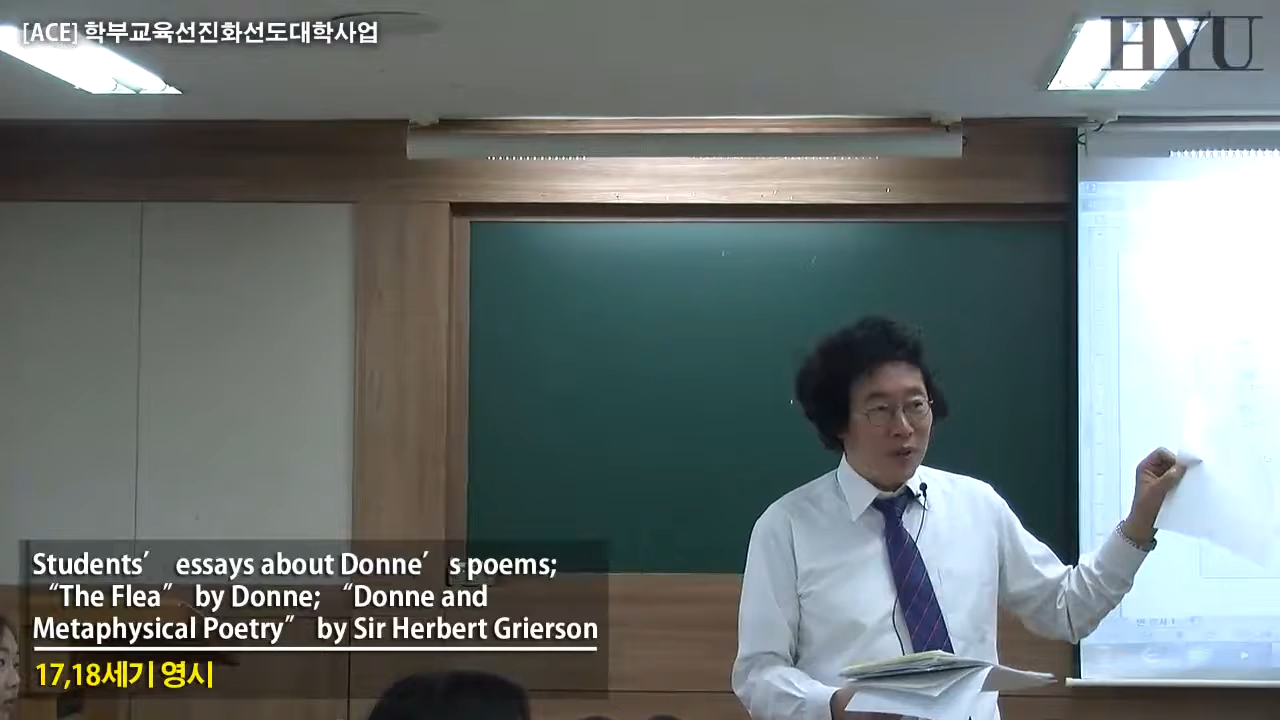 [ACE] 학부교육선진화선도대학사업
HYU
Students’ essays about Donne’s poems;
“The Flea” by Donne; “Donne and
Metaphysical Poetry” by Sir Herbert Grierson
17,18세기 영시